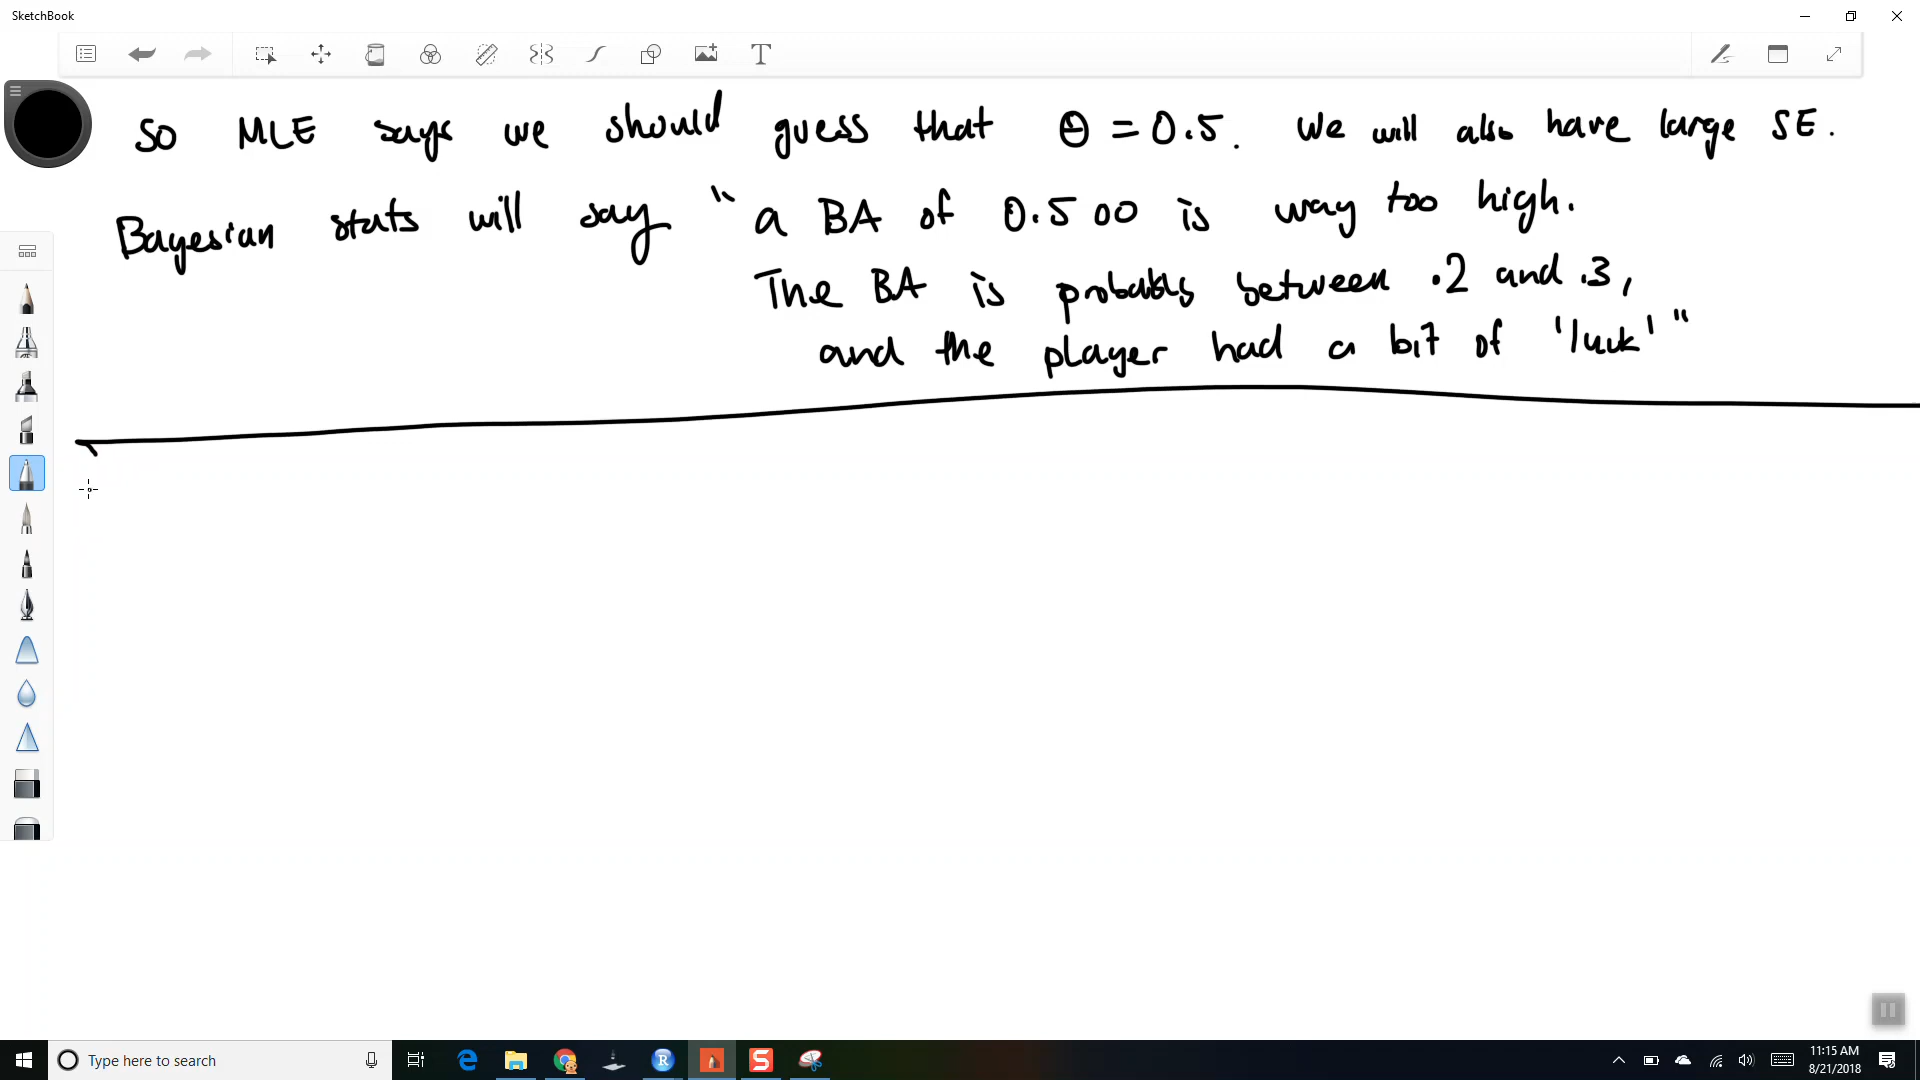 SketchBook
So MLE says we should guess that θ = 0.5. We will also have large SE.
Bayesian stats will say "a BA of 0.500 is way too high.
The BA is probably between .2 and .3,
and the player had a bit of 'luck'"
Type here to search
11:15 AM
8/21/2018